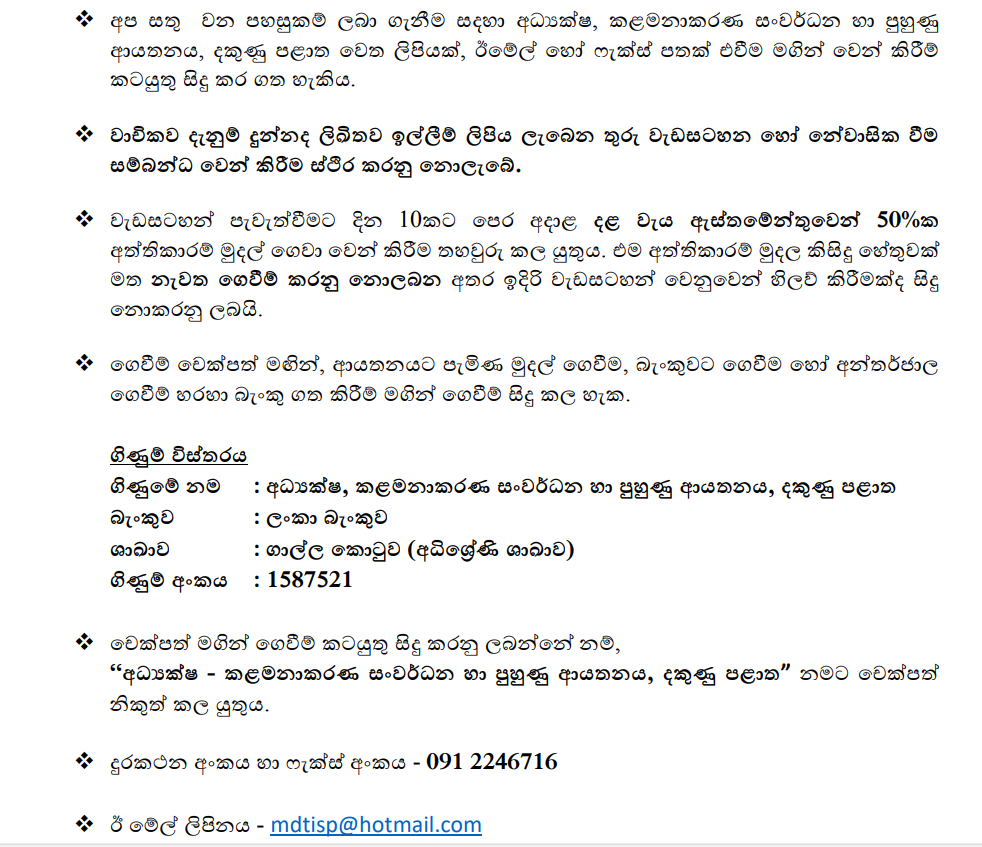 ❖ අප සතු වන පහසුකම් ලබා ගැනීම සදහා අධ්‍යක්ෂ, කළමනාකරණ සංවර්ධන හා පුහුණු
ආයතනය, දකුණු පළාත වෙත ලිපියක්, ඊමේල් හෝ ෆැක්ස් පතක් එවීම මගින් වෙන් කිරීම්
කටයුතු සිදු කර ගත හැකිය.
❖ වාචිකව දැනුම් දුන්නද ලිඛිතව ඉල්ලීම් ලිපිය ලැබෙන තුරු වැඩසටහන හෝ නේවාසික වීම
සම්බන්ධ වෙන් කිරීම ස්ථිර කරනු නොලැබේ.
❖ වැඩසටහන් පැවැත්වීමට දින 10කට පෙර අදාළ දළ වැය ඇස්තමේන්තුවෙන් 50%ක
අත්තිකාරම් මුදල් ගෙවා වෙන් කිරීම තහවුරු කල යුතුය. එම අත්තිකාරම් මුදල කිසිදු හේතුවක්
මත නැවත ගෙවීම් කරනු නොලබන අතර ඉදිරි වැඩසටහන් වෙනුවෙන් හිලව් කිරීමක්ද සිදු
නොකරනු ලබයි.
❖ ගෙවීම් චෙක්පත් මඟින්, ආයතනයට පැමිණ මුදල් ගෙවීම, බැංකුවට ගෙවීම හෝ අන්තර්ජාල
ගෙවීම් හරහා බැංකු ගත කිරීම් මගින් ගෙවීම් සිදු කල හැක.
ගිණුම් විස්තරය
ගිණුමේ නම : අධ්‍යක්ෂ, කළමනාකරණ සංවර්ධන හා පුහුණු ආයතනය, දකුණු පළාත
බැංකුව : ලංකා බැංකුව
ශාඛාව : ගාල්ල කොටුව (අධිශ්‍රේණි ශාඛාව)
ගිණුම් අංකය : 1587521
❖ චෙක්පත් මගින් ගෙවීම් කටයුතු සිදු කරනු ලබන්නේ නම්,
“අධ්‍යක්ෂ - කළමනාකරණ සංවර්ධන හා පුහුණු ආයතනය, දකුණු පළාත” නමට චෙක්පත්
නිකුත් කල යුතුය.
❖ දුරකථන අංකය හා ෆැක්ස් අංකය - 091 2246716
❖ ඊ මේල් ලිපිනය - mdtisp@hotmail.com